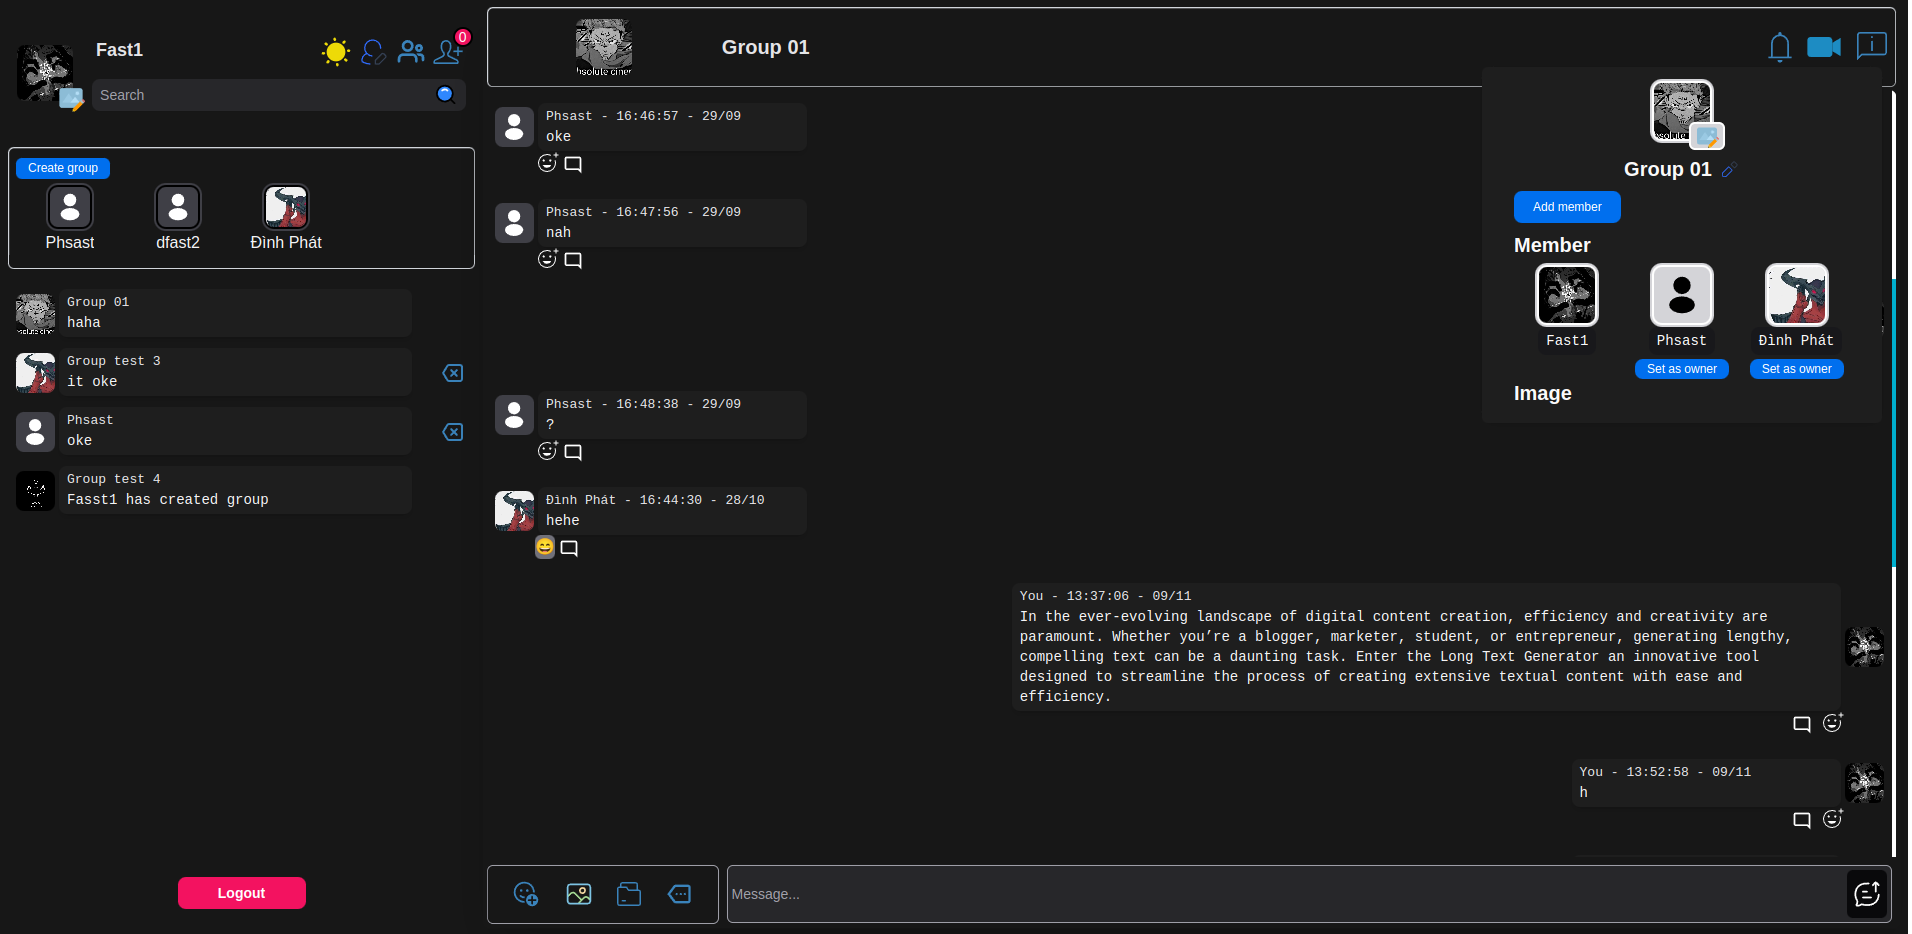 Fast1
0
Search
Create group
Phsast
dfast2
Đình Phát
Group 01
haha
Group test 3
it oke
Phsast
oke
Group test 4
Fasst1 has created group
Logout
Group 01
Phsast - 16:46:57 - 29/09
oke
Phsast - 16:47:56 - 29/09
nah
Phsast - 16:48:38 - 29/09
?
Đình Phát - 16:44:30 - 28/10
hehe
You - 13:37:06 - 09/11
In the ever-evolving landscape of digital content creation, efficiency and creativity are
paramount. Whether you’re a blogger, marketer, student, or entrepreneur, generating lengthy,
compelling text can be a daunting task. Enter the Long Text Generator an innovative tool
designed to streamline the process of creating extensive textual content with ease and
efficiency.
You - 13:52:58 - 09/11
h
Message...
Group 01
Add member
Member
Fast1
Phsast
Đình Phát
Set as owner
Set as owner
Image